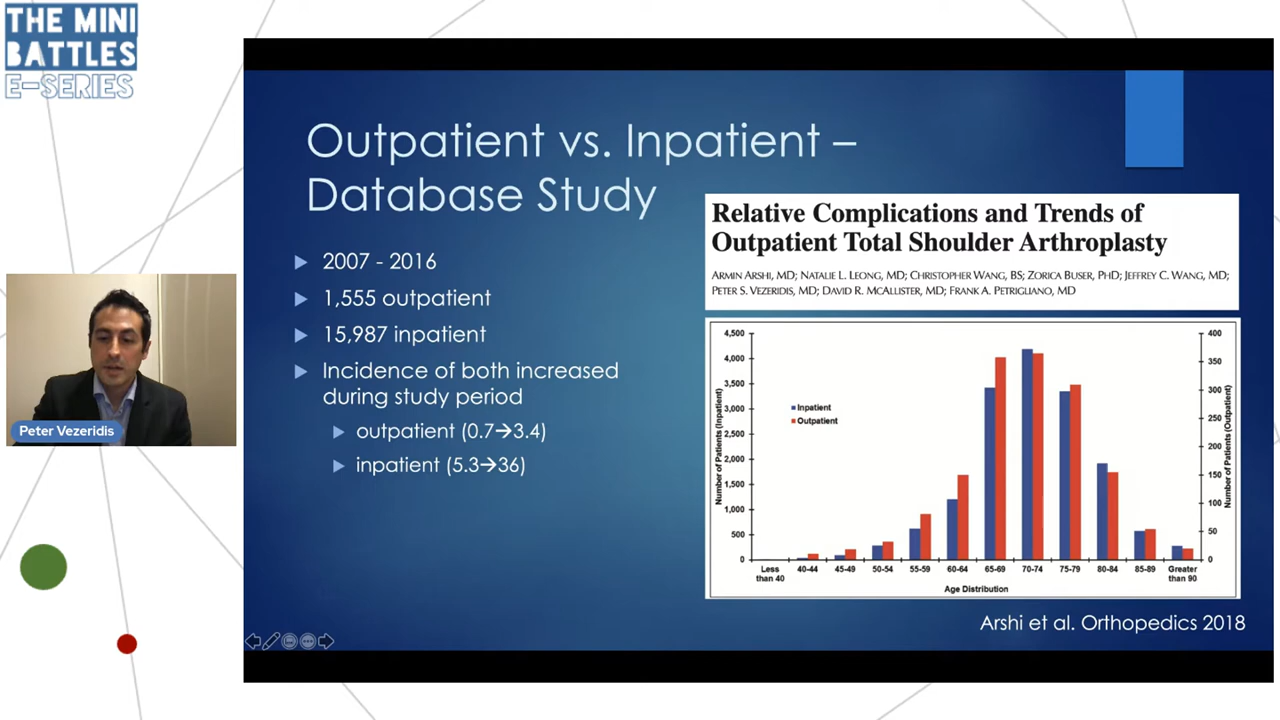 THE MINI
BATTLES
E-SERIES
Outpatient vs. Inpatient –
Database Study
2007 - 2016
1,555 outpatient
15,987 inpatient
Incidence of both increased
during study period
outpatient (0.7→3.4)
inpatient (5.3→36)
Relative Complications and Trends of
Outpatient Total Shoulder Arthroplasty
ARMIN ARSHI, MD; NATALIE L. LEONG, MD; CHRISTOPHER WANG, BS; ZORICA BUSER, PHD; JEFFREY C. WANG, MD;
PETER S. VEZERIDIS, MD; DAVID R. MCALLISTER, MD; FRANK A. PETRIGLIANO, MD
Number of Patients (Inpatient)
4,500
4,000
3,500
3,000
2,500
2,000
1,500
1,000
500
0
Inpatient
Outpatient
400
350
300
250
200
150
100
50
0
Number of Patients (Outpatient)
Less than 40
40-44
45-49
50-54
55-59
60-64
65-69
70-74
75-79
80-84
85-89
Greater than 90
Age Distribution
Arshi et al. Orthopedics 2018
Peter Vezeridis